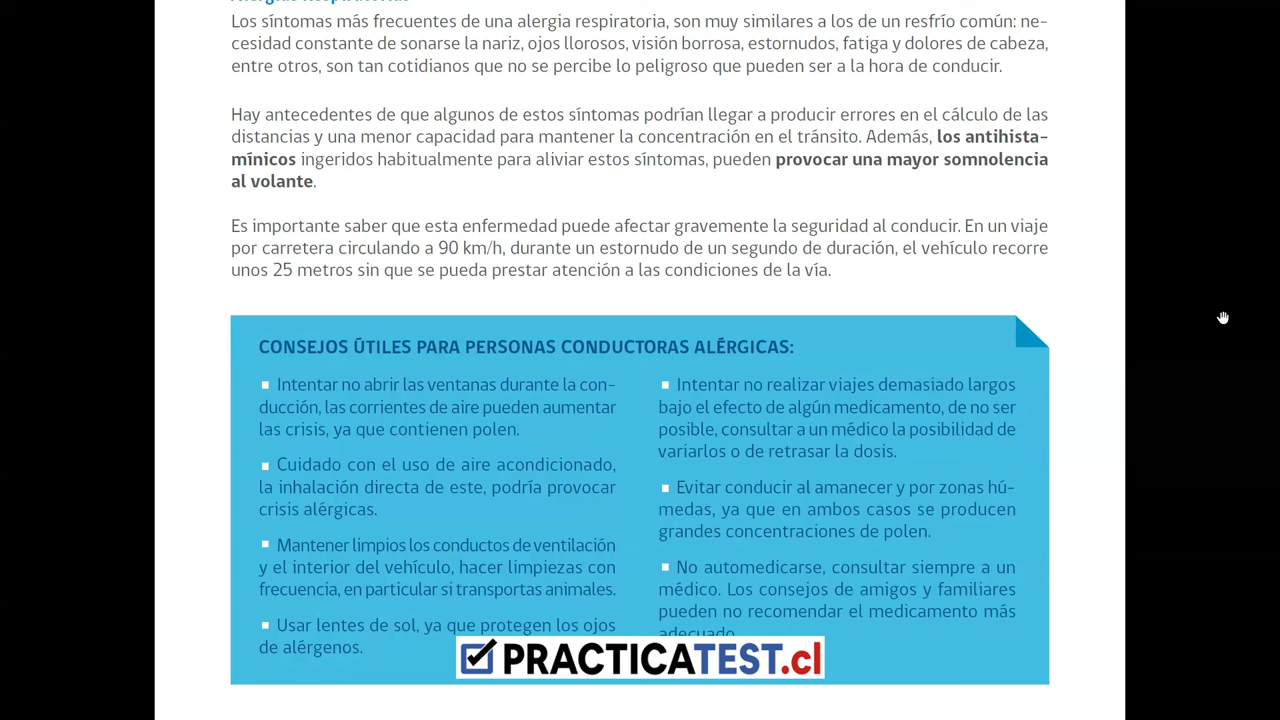 Alergias Respiratorias
Los síntomas más frecuentes de una alergia respiratoria, son muy similares a los de un resfrío común: ne-
cesidad constante de sonarse la nariz, ojos llorosos, visión borrosa, estornudos, fatiga y dolores de cabeza,
entre otros, son tan cotidianos que no se percibe lo peligroso que pueden ser a la hora de conducir.
Hay antecedentes de que algunos de estos síntomas podrían llegar a producir errores en el cálculo de las
distancias y una menor capacidad para mantener la concentración en el tránsito. Además, los antihista-
mínicos ingeridos habitualmente para aliviar estos síntomas, pueden provocar una mayor somnolencia
al volante.
Es importante saber que esta enfermedad puede afectar gravemente la seguridad al conducir. En un viaje
por carretera circulando a 90 km/h, durante un estornudo de un segundo de duración, el vehículo recorre
unos 25 metros sin que se pueda prestar atención a las condiciones de la vía.
CONSEJOS ÚTILES PARA PERSONAS CONDUCTORAS ALÉRGICAS:
Intentar no abrir las ventanas durante la con-
ducción, las corrientes de aire pueden aumentar
las crisis, ya que contienen polen.
Cuidado con el uso de aire acondicionado,
la inhalación directa de este, podría provocar
crisis alérgicas.
Mantener limpios los conductos de ventilación
y el interior del vehículo, hacer limpiezas con
frecuencia, en particular si transportas animales.
Usar lentes de sol, ya que protegen los ojos
de alérgenos.
Intentar no realizar viajes demasiado largos
bajo el efecto de algún medicamento, de no ser
posible, consultar a un médico la posibilidad de
variarlos o de retrasar la dosis.
Evitar conducir al amanecer y por zonas hú-
medas, ya que en ambos casos se producen
grandes concentraciones de polen.
No automedicarse, consultar siempre a un
médico. Los consejos de amigos y familiares
pueden no recomendar el medicamento más
adecuado.
PRACTICATEST.cl